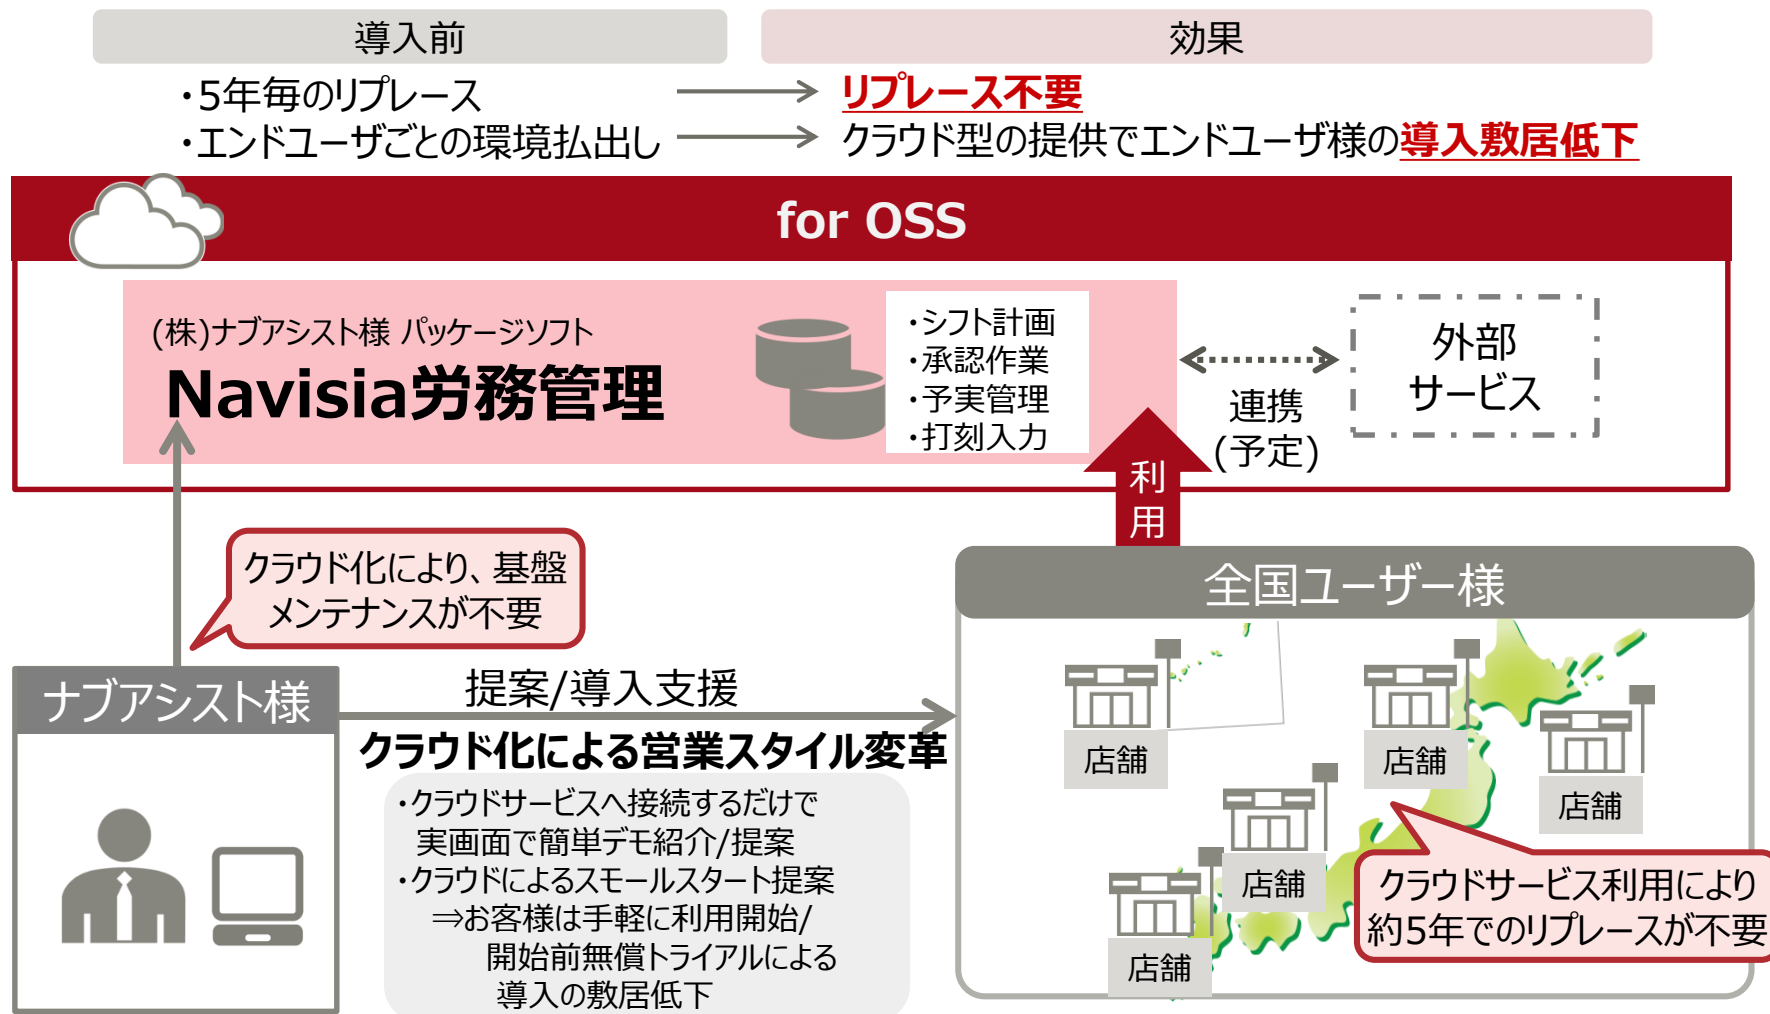 導入前
効果
・5年毎のリプレース
リプレース不要
・エンドユーザごとの環境払出し
クラウド型の提供でエンドユーザ様の導入敷居低下
for OSS
(株)ナブアシスト様 パッケージソフト
Navisia労務管理
・シフト計画
・承認作業
・予実管理
・打刻入力
連携
(予定)
外部
サービス
利
用
クラウド化により、基盤
メンテナンスが不要
ナブアシスト様
提案/導入支援
クラウド化による営業スタイル変革
・クラウドサービスへ接続するだけで
実画面で簡単デモ紹介/提案
・クラウドによるスモールスタート提案
⇒お客様は手軽に利用開始/
開始前無償トライアルによる
導入の敷居低下
全国ユーザー様
店舗
店舗
店舗
店舗
店舗
クラウドサービス利用により
約5年でのリプレースが不要